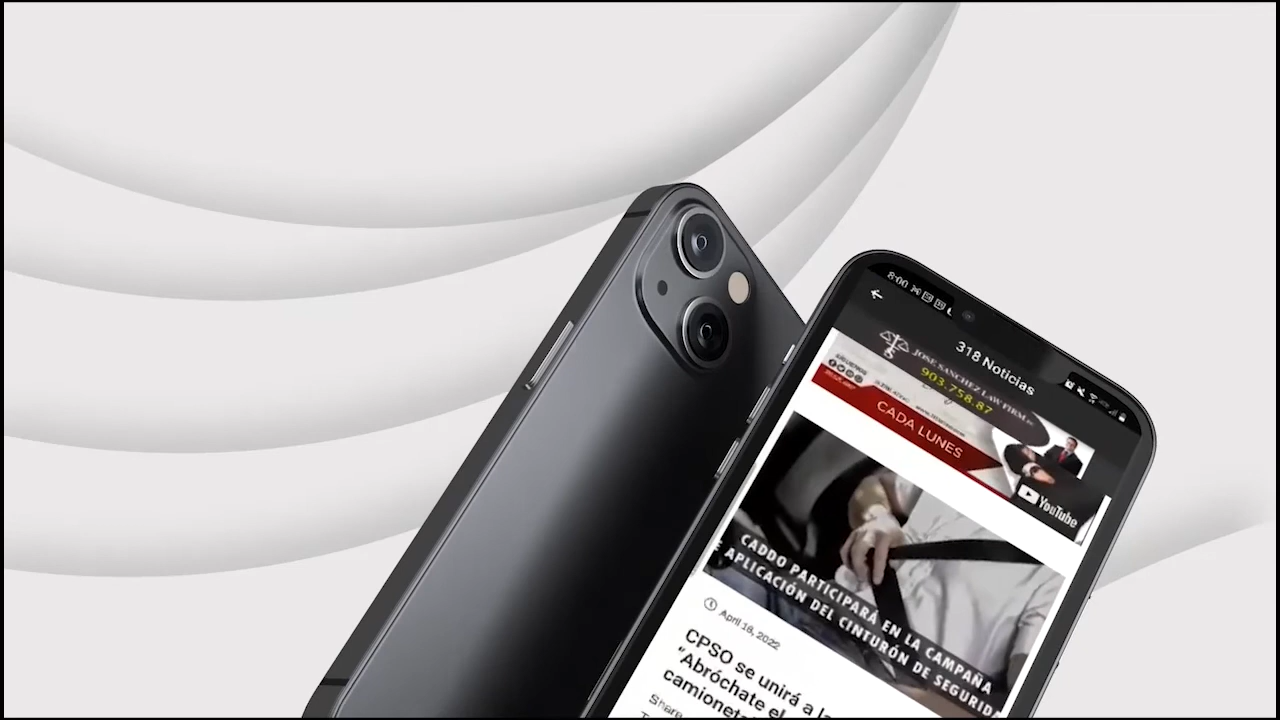 8:00
318 Noticias
JOSE SANCHEZ LAW FIRM
903.758.87
CADA LUNES
YouTube
CADDO PARTICIPARÁ EN LA CAMPAÑA
APLICACIÓN DEL CINTURÓN DE SEGURIDA
April 18, 2022
CPSO se unirá a la
"Abróchate el
camioneta
Share